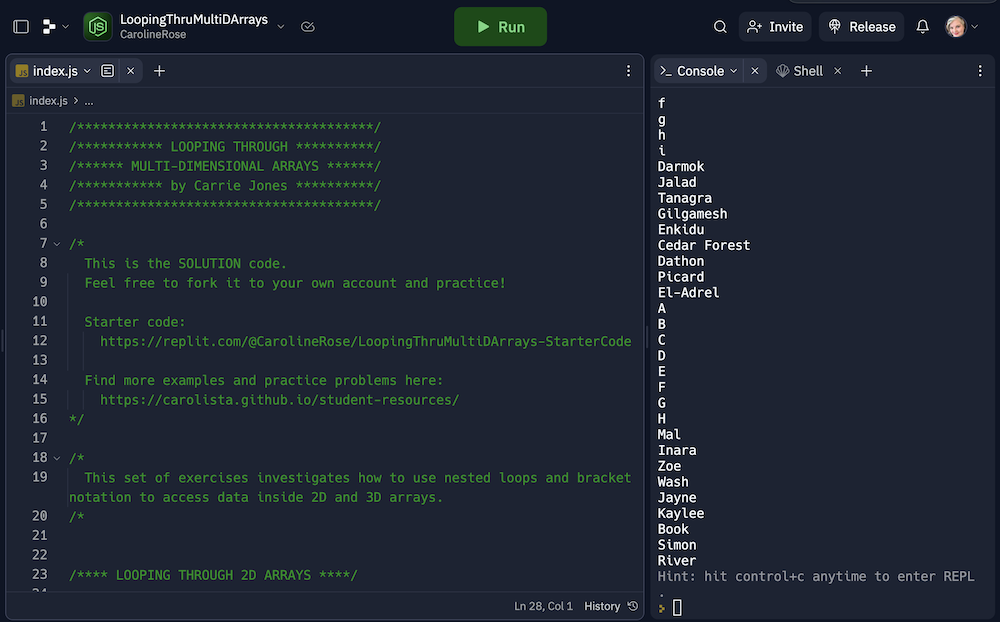 LoopingThruMultiDArrays
CarolineRose
Run
Invite
Release
JS index.js
JS index.js > ...
1 /**************************************/
2 /*********** LOOPING THROUGH **********/
3 /****** MULTI-DIMENSIONAL ARRAYS ******/
4 /*********** by Carrie Jones **********/
5 /**************************************/
6
7 /*
8 This is the SOLUTION code.
9 Feel free to fork it to your own account and practice!
10
11 Starter code:
12 https://replit.com/@CarolineRose/LoopingThruMultiDArrays-StarterCode
13
14 Find more examples and practice problems here:
15 https://carolista.github.io/student-resources/
16 */
17
18 /*
19 This set of exercises investigates how to use nested loops and bracket
notation to access data inside 2D and 3D arrays.
20 /*
21
22
23 /**** LOOPING THROUGH 2D ARRAYS ****/
Ln 28, Col 1 History
>_ Console
Shell
f
g
h
i
Darmok
Jalad
Tanagra
Gilgamesh
Enkidu
Cedar Forest
Dathon
Picard
El-Adrel
A
B
C
D
E
F
G
H
Mal
Inara
Zoe
Wash
Jayne
Kaylee
Book
Simon
River
Hint: hit control+c anytime to enter REPL
.
>